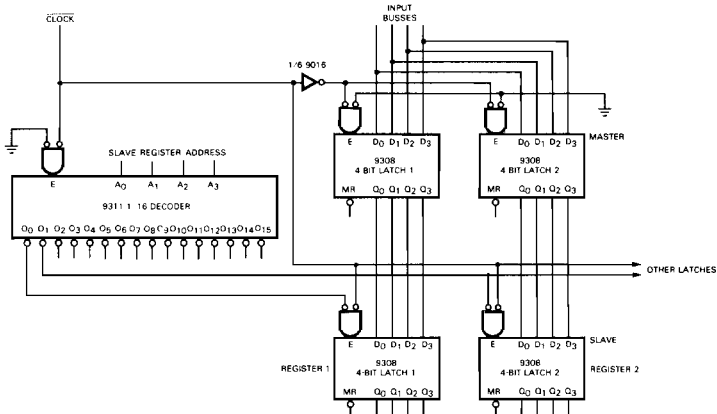 CLOCK
INPUT
BUSSES
1/6 9016
SLAVE REGISTER ADDRESS
E A0 A1 A2 A3
9311 1 16 DECODER
O0 O1 O2 O3 O4 O5 O6 O7 O8 O9 O10 O11 O12 O13 O14 O15
E D0 D1 D2 D3
9308
4-BIT LATCH 1
MR Q0 Q1 Q2 Q3
E D0 D1 D2 D3
9308
4-BIT LATCH 2
MR Q0 Q1 Q2 Q3
MASTER
OTHER LATCHES
REGISTER 1
E D0 D1 D2 D3
9308
4-BIT LATCH 1
MR Q0 Q1 Q2 Q3
E D0 D1 D2 D3
9308
4-BIT LATCH 2
MR Q0 Q1 Q2 Q3
SLAVE
REGISTER 2